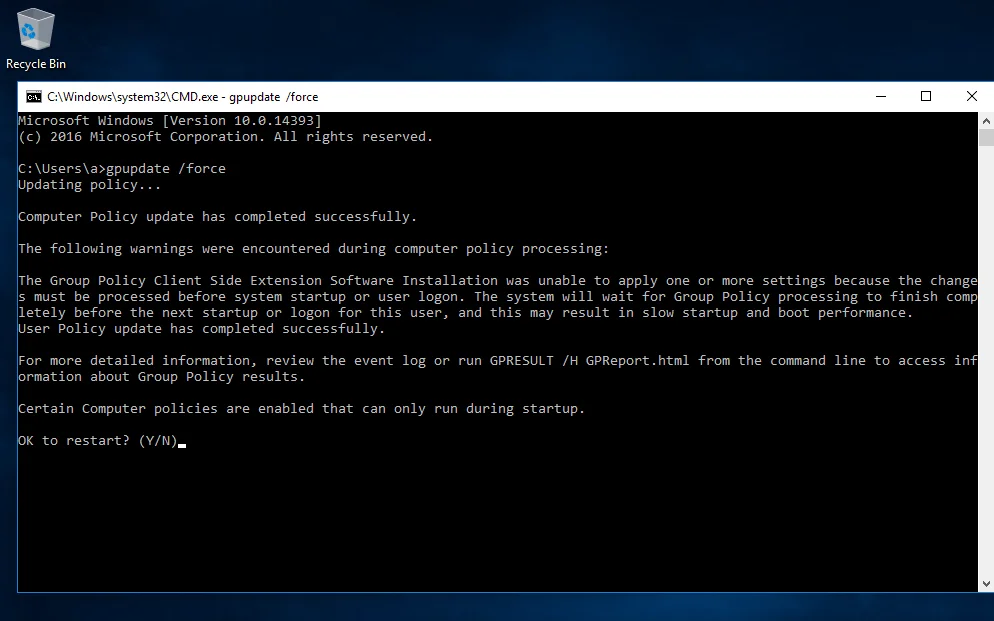 Recycle Bin
C:\Windows\system32\CMD.exe - gpupdate /force
Microsoft Windows [Version 10.0.14393]
(c) 2016 Microsoft Corporation. All rights reserved.
C:\Users\a>gpupdate /force
Updating policy...
Computer Policy update has completed successfully.
The following warnings were encountered during computer policy processing:
The Group Policy Client Side Extension Software Installation was unable to apply one or more settings because the change
s must be processed before system startup or user logon. The system will wait for Group Policy processing to finish comp
letely before the next startup or logon for this user, and this may result in slow startup and boot performance.
User Policy update has completed successfully.
For more detailed information, review the event log or run GPRESULT /H GPReport.html from the command line to access inf
ormation about Group Policy results.
Certain Computer policies are enabled that can only run during startup.
OK to restart? (Y/N)